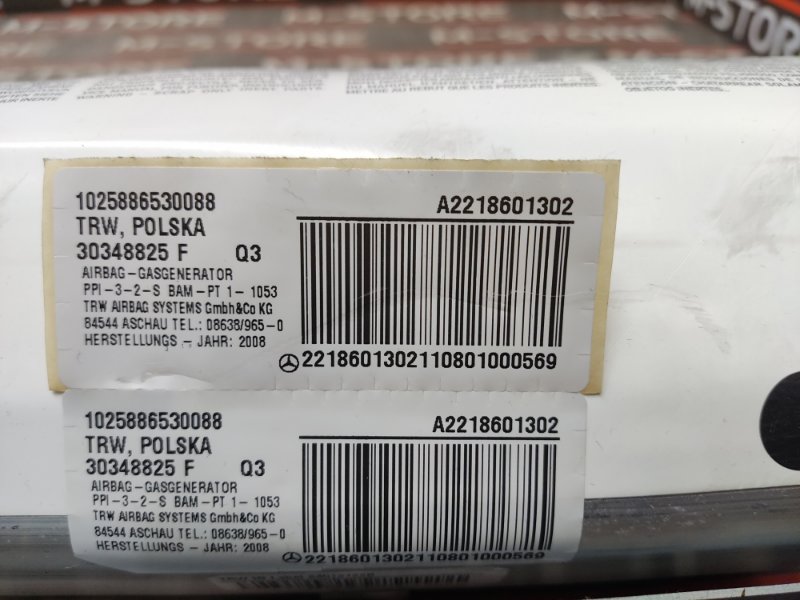 M-STORE
M-STORE
1025886530088
TRW, POLSKA
30348825 F Q3
AIRBAG-GASGENERATOR
PPI-3-2-S BAM-PT 1- 1053
TRW AIRBAG SYSTEMS GmbH&Co KG
84544 ASCHAU TEL.: 08638/965-0
HERSTELLUNGS - JAHR: 2008
A2218601302
2218601302110801000569
1025886530088
TRW, POLSKA
30348825 F Q3
AIRBAG-GASGENERATOR
PPI-3-2-S BAM-PT 1- 1053
TRW AIRBAG SYSTEMS GmbH&Co KG
84544 ASCHAU TEL.: 08638/965-0
HERSTELLUNGS - JAHR: 2008
A2218601302
2218601302110801000569